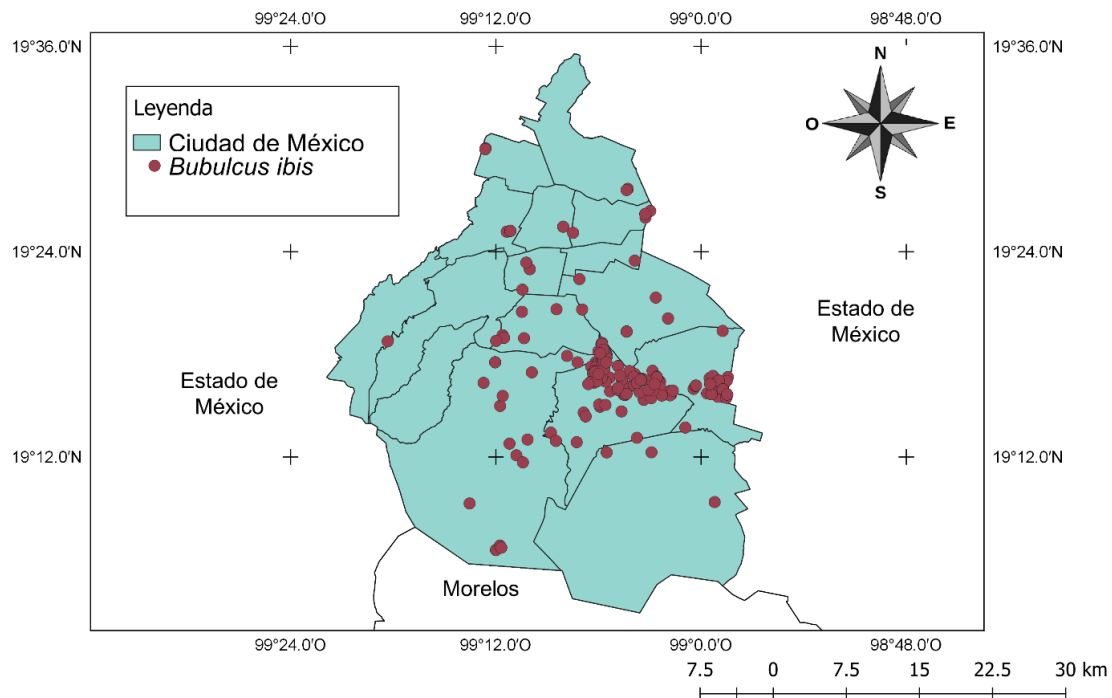 99°24.0'O 99°12.0'O 99°0.0'O 98°48.0'O
19°36.0'N
19°36.0'N
Leyenda
Ciudad de México
Bubulcus ibis
N
O
E
S
19°24.0'N
19°24.0'N
Estado de
México
Estado de
México
19°12.0'N
19°12.0'N
Morelos
99°24.0'O 99°12.0'O 99°0.0'O 98°48.0'O
7.5 0 7.5 15 22.5 30 km